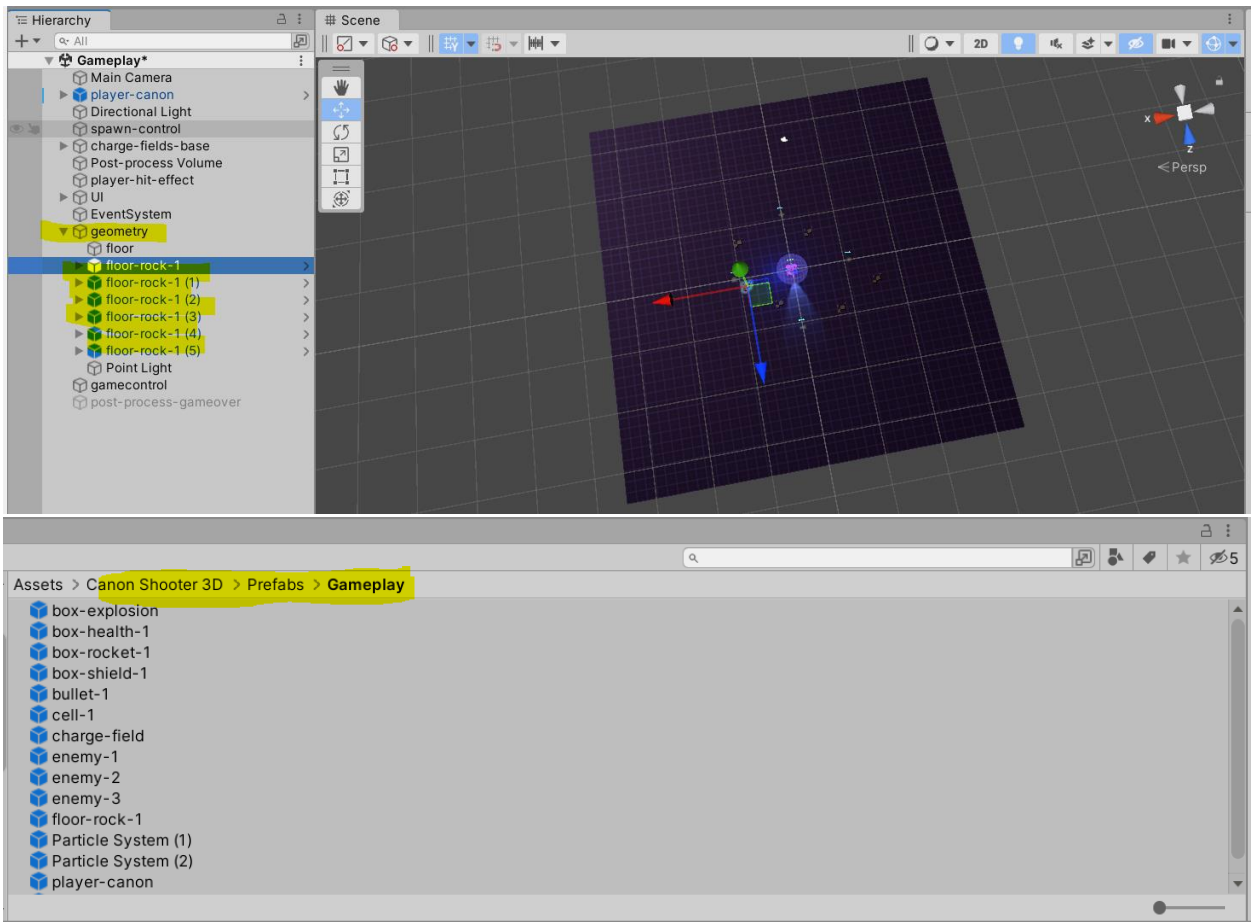 Hierarchy
All
Gameplay*
Main Camera
player-canon
Directional Light
spawn-control
charge-fields-base
Post-process Volume
player-hit-effect
UI
EventSystem
geometry
floor
floor-rock-1
floor-rock-1 (1)
floor-rock-1 (2)
floor-rock-1 (3)
floor-rock-1 (4)
floor-rock-1 (5)
Point Light
gamecontrol
post-process-gameover
Scene
2D
x
z
Persp
5
Assets > Canon Shooter 3D > Prefabs > Gameplay
box-explosion
box-health-1
box-rocket-1
box-shield-1
bullet-1
cell-1
charge-field
enemy-1
enemy-2
enemy-3
floor-rock-1
Particle System (1)
Particle System (2)
player-canon